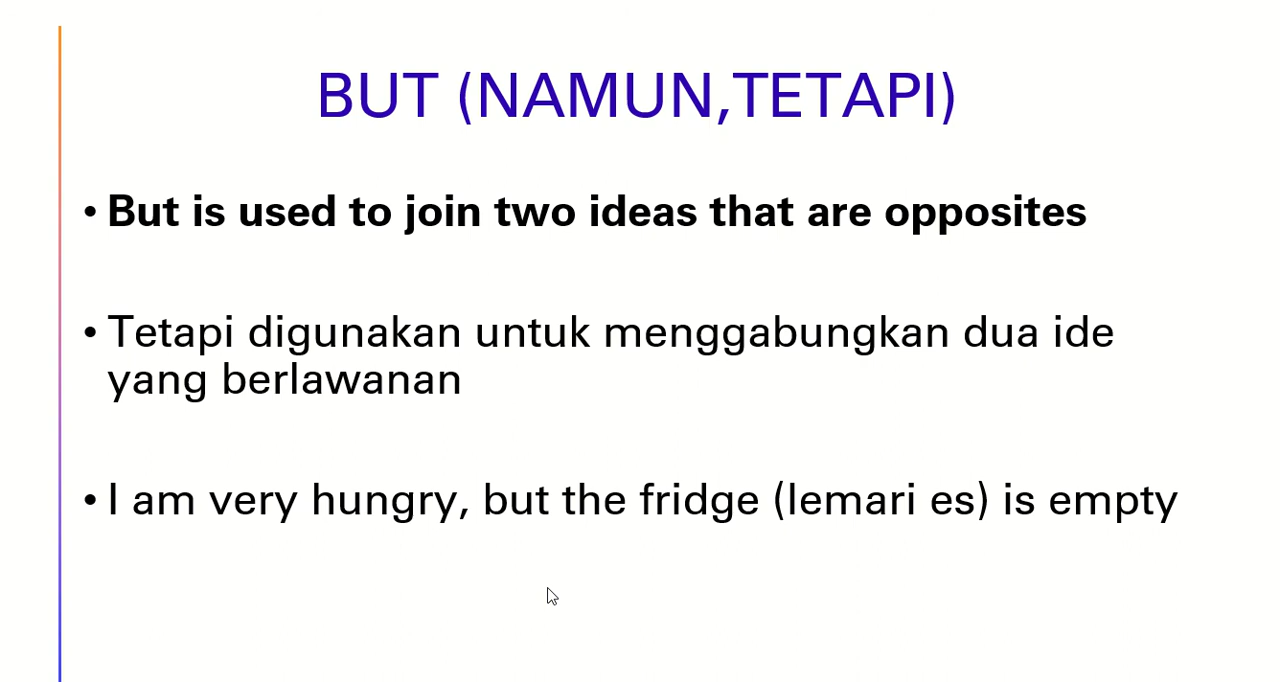 BUT (NAMUN,TETAPI)
• But is used to join two ideas that are opposites
• Tetapi digunakan untuk menggabungkan dua ide
yang berlawanan
• I am very hungry, but the fridge (lemari es) is empty